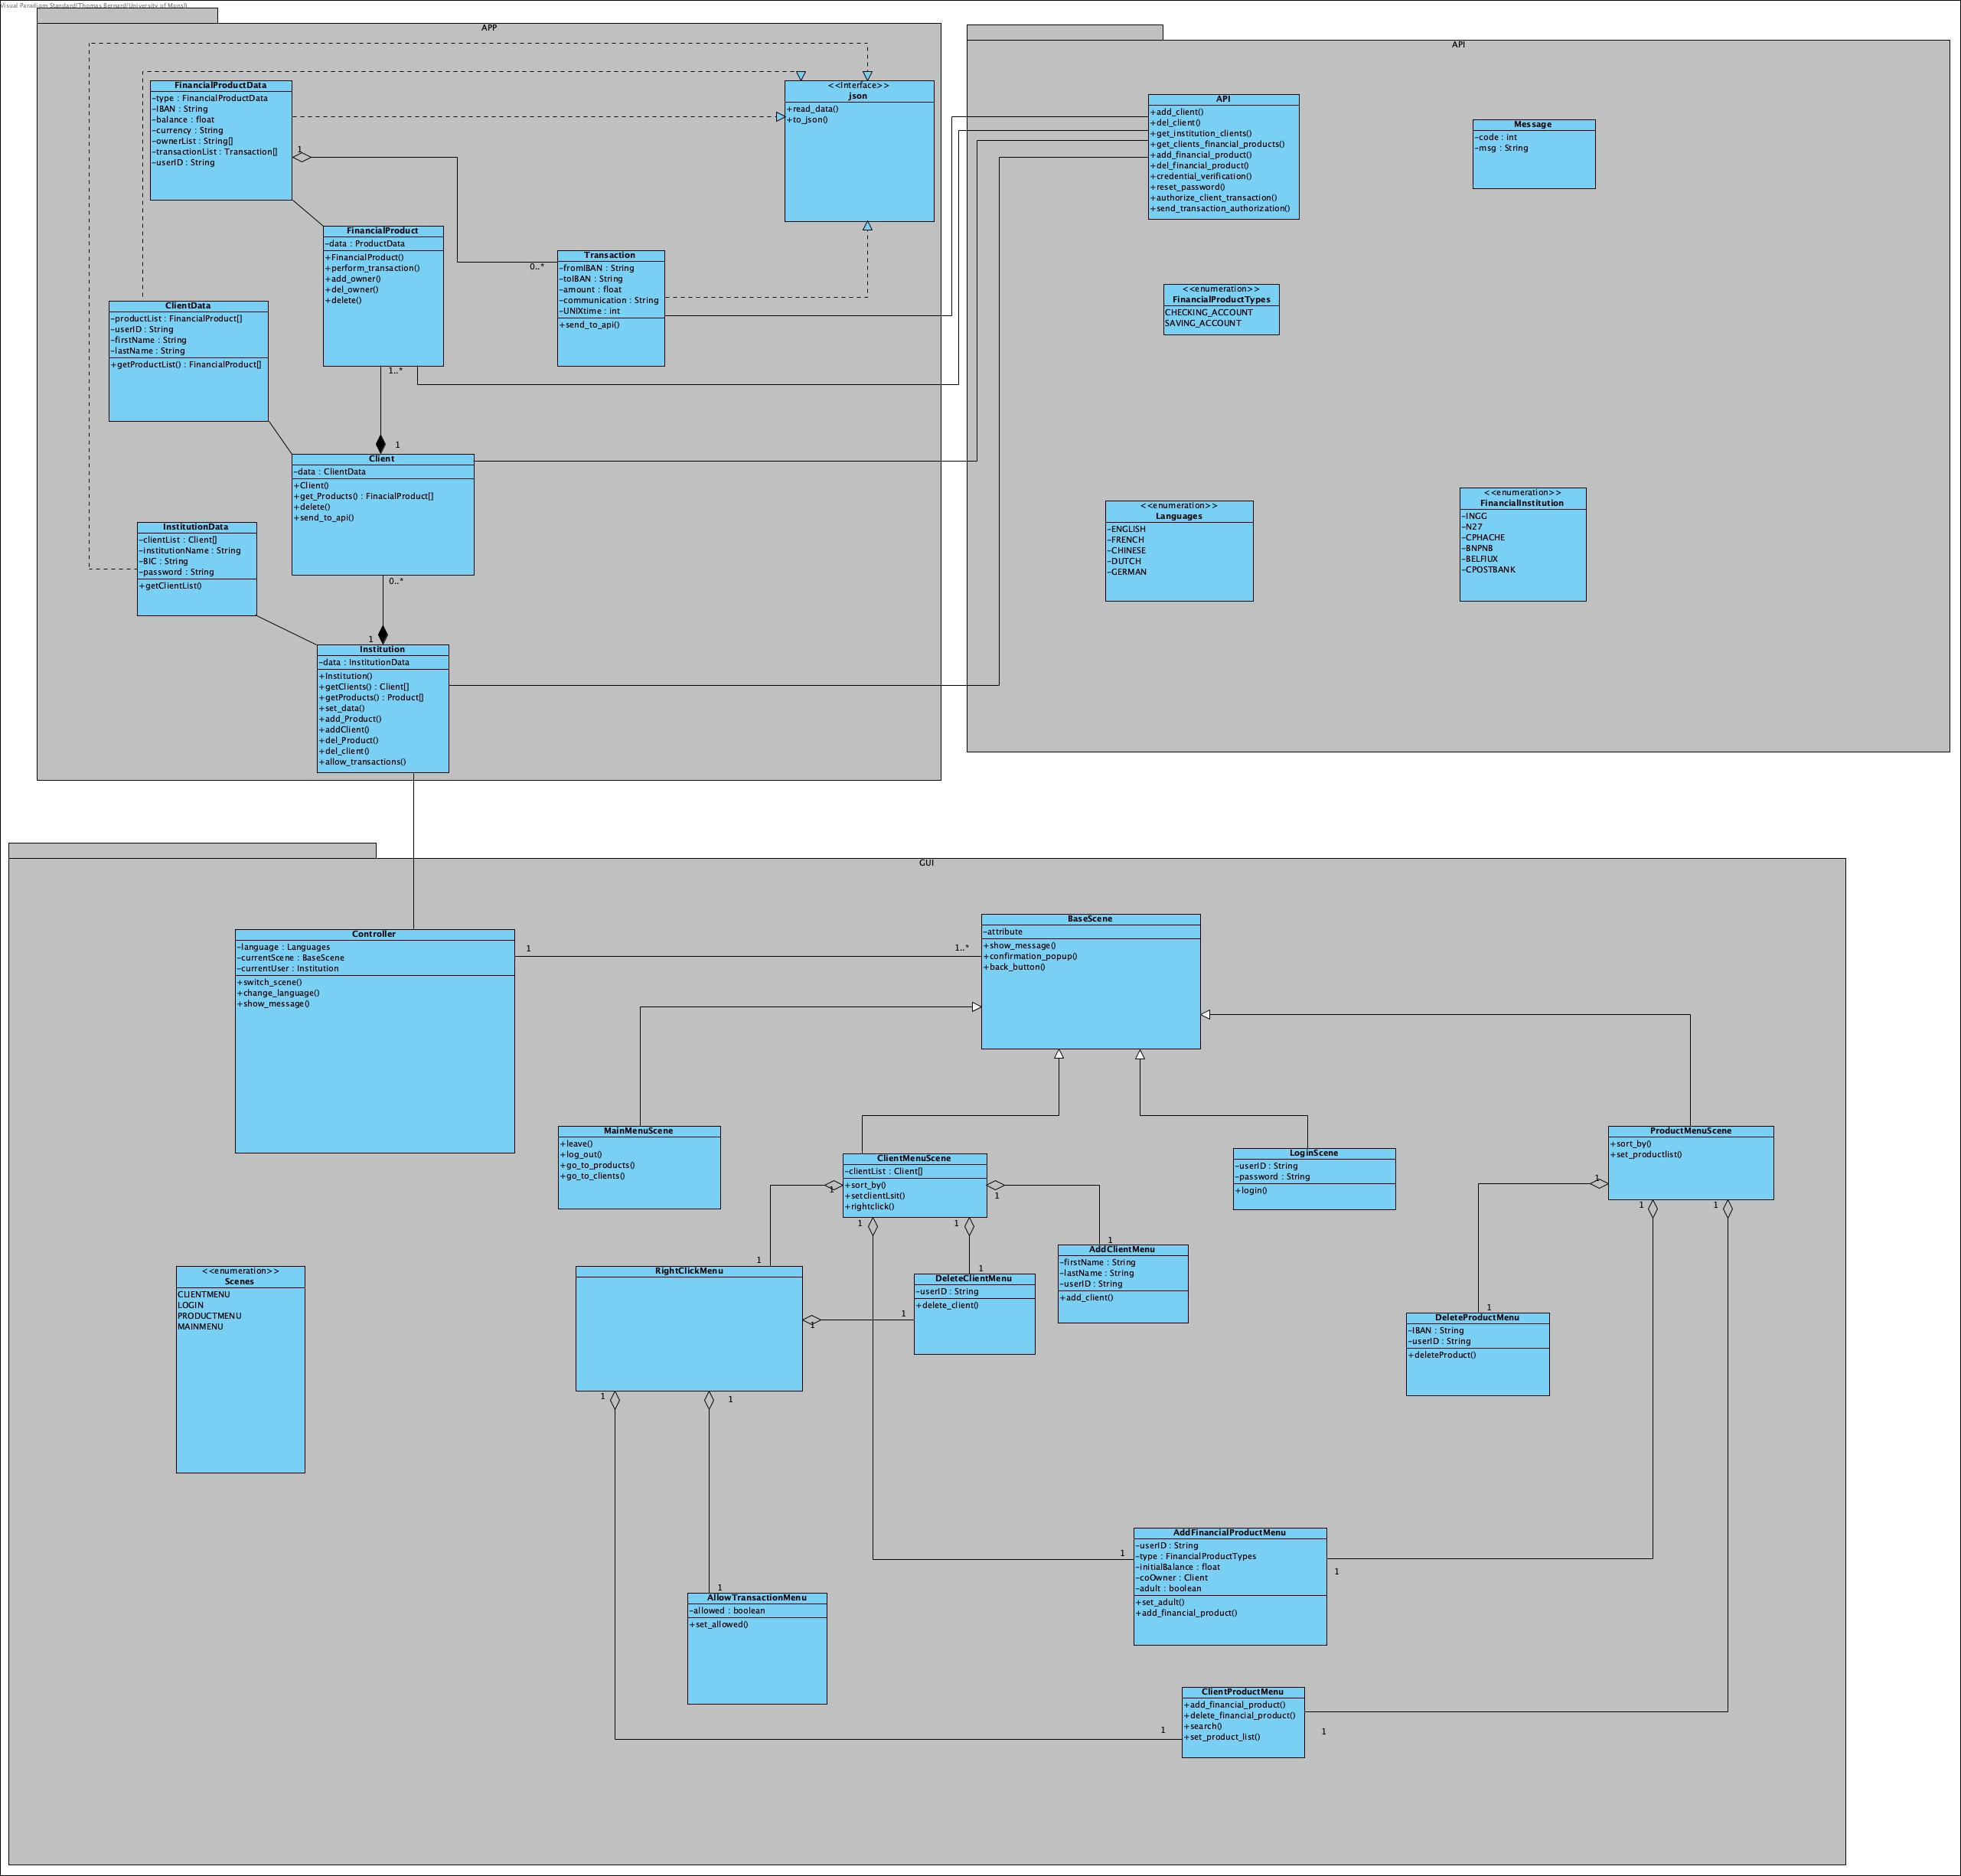 Visual Paradigm Standard(Thomas Bernard(University of Mons))
APP
FinancialProductData
-type : FinancialProductData
-IBAN : String
-balance : float
-currency : String
-ownerList : String[]
-transactionList : Transaction[]
-userID : String
1
<<Interface>>
json
+read_data()
+to_json()
FinancialProduct
-data : ProductData
+FinancialProduct()
+perform_transaction()
+add_owner()
+del_owner()
+delete()
1..*
0..*
Transaction
-fromIBAN : String
-toIBAN : String
-amount : float
-communication : String
-UNIXtime : int
+send_to_api()
ClientData
-productList : FinancialProduct[]
-userID : String
-firstName : String
-lastName : String
+getProductList() : FinancialProduct[]
1
Client
-data : ClientData
+Client()
+get_Products() : FinacialProduct[]
+delete()
+send_to_api()
0..*
InstitutionData
-clientList : Client[]
-institutionName : String
-BIC : String
-password : String
+getClientList()
1
Institution
-data : InstitutionData
+Institution()
+getClients() : Client[]
+getProducts() : Product[]
+set_data()
+add_Product()
+addClient()
+del_Product()
+del_client()
+allow_transactions()
API
API
+add_client()
+del_client()
+get_institution_clients()
+get_clients_financial_products()
+add_financial_product()
+del_financial_product()
+credential_verification()
+reset_password()
+authorize_client_transaction()
+send_transaction_authorization()
Message
-code : int
-msg : String
<<enumeration>>
FinancialProductTypes
CHECKING_ACCOUNT
SAVING_ACCOUNT
<<enumeration>>
Languages
-ENGLISH
-FRENCH
-CHINESE
-DUTCH
-GERMAN
<<enumeration>>
FinancialInstitution
-INGG
-N27
-CPHACHE
-BNPNB
-BELFIUX
-CPOSTBANK
GUI
Controller
-language : Languages
-currentScene : BaseScene
-currentUser : Institution
+switch_scene()
+change_language()
+show_message()
1
1..*
BaseScene
-attribute
+show_message()
+confirmation_popup()
+back_button()
MainMenuScene
+leave()
+log_out()
+go_to_products()
+go_to_clients()
ClientMenuScene
-clientList : Client[]
+sort_by()
+setclientLsit()
+rightclick()
1
1
1
1
LoginScene
-userID : String
-password : String
+login()
ProductMenuScene
+sort_by()
+set_productlist()
1
1
1
<<enumeration>>
Scenes
CLIENTMENU
LOGIN
PRODUCTMENU
MAINMENU
1
RightClickMenu
1
1
1
1
DeleteClientMenu
-userID : String
+delete_client()
1
1
AddClientMenu
-firstName : String
-lastName : String
-userID : String
+add_client()
1
DeleteProductMenu
-IBAN : String
-userID : String
+deleteProduct()
AddFinancialProductMenu
-userID : String
-type : FinancialProductTypes
-initialBalance : float
-coOwner : Client
-adult : boolean
+set_adult()
+add_financial_product()
1
1
1
AllowTransactionMenu
-allowed : boolean
+set_allowed()
ClientProductMenu
+add_financial_product()
+delete_financial_product()
+search()
+set_product_list()
1
1